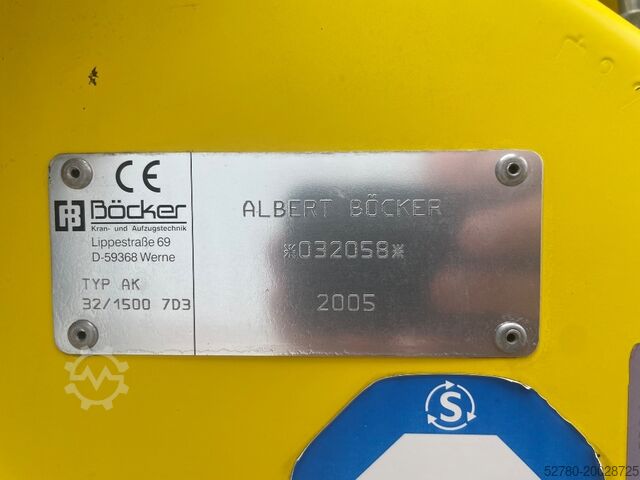 CE
Böcker
Kran- und Aufzugstechnik
Lippestraße 69
D-59368 Werne
TYP AK
32/1500 7D3
ALBERT BÖCKER
*032058*
2005
S
52780-20028725